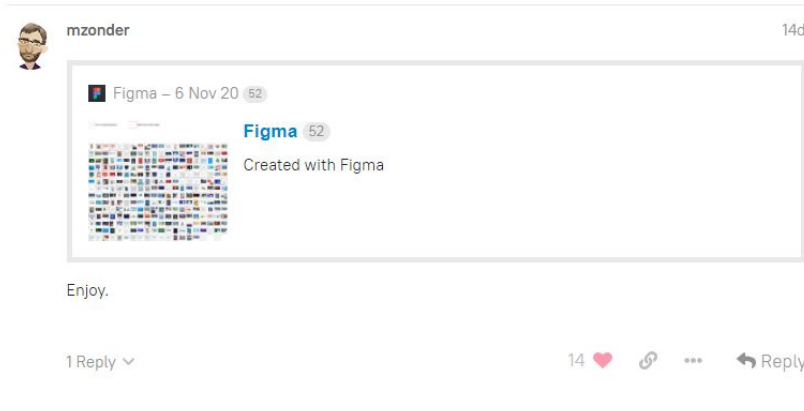 mzonder 14d
Figma – 6 Nov 20 52
Figma 52
Created with Figma
Enjoy.
1 Reply 14 Reply